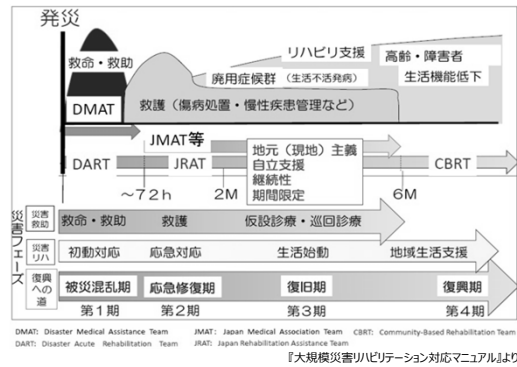 発災
救命・救助
DMAT
リハビリ支援
廃用症候群（生活不活発病）
高齢・障害者
生活機能低下
救護（傷病処置・慢性疾患管理など）
JMAT等
地元（現地）主義
自立支援
継続性
期間限定
DART
JRAT
CBRT
～72h
2M
6M
災害フェーズ
災害救助
救命・救助
救護
仮設診療・巡回診療
災害リハ
初動対応
応急対応
生活始動
地域生活支援
復興への道
被災混乱期
応急修復期
復旧期
復興期
第1期
第2期
第3期
第4期
DMAT: Disaster Medical Assistance Team
JMAT: Japan Medical Association Team
CBRT: Community-Based Rehabilitation Team
DART: Disaster Acute Rehabilitation Team
JRAT: Japan Rehabilitation Assistance Team
『大規模災害リハビリテーション対応マニュアル』より